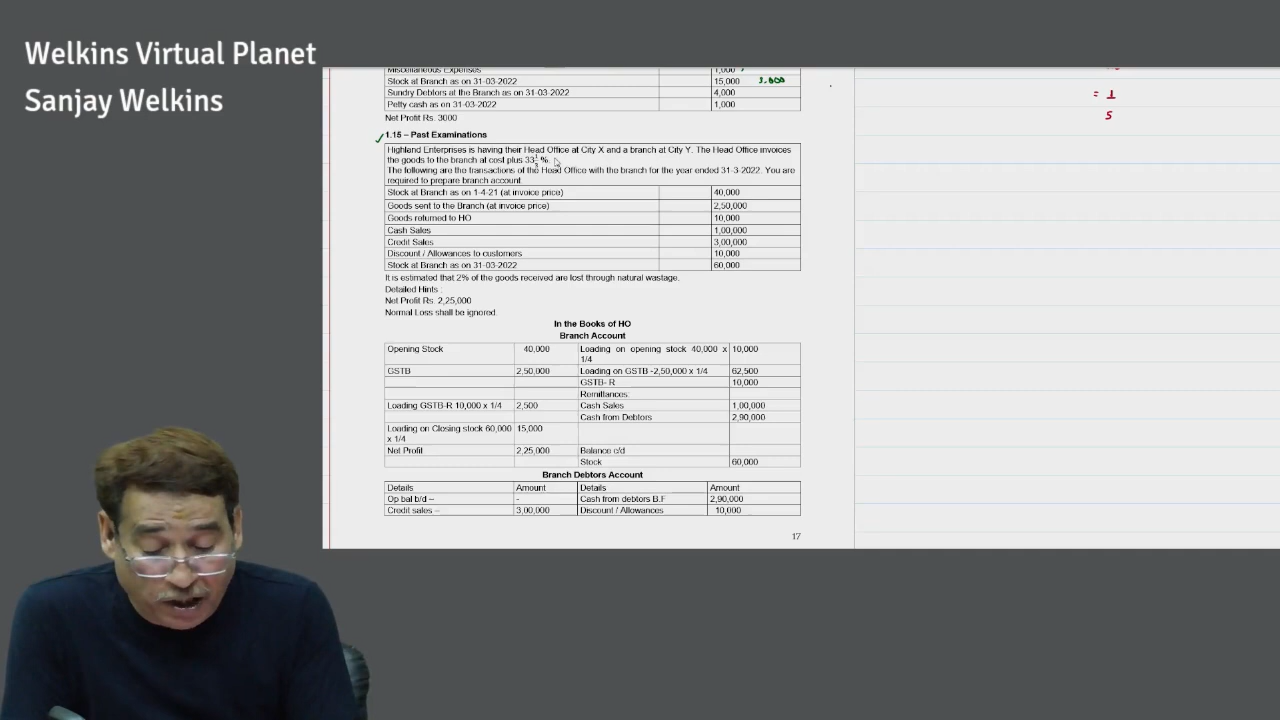 Welkins Virtual Planet
Sanjay Welkins
Miscellaneous Expenses 1,000
Stock at Branch as on 31-03-2022 15,000 3.000
Sundry Debtors at the Branch as on 31-03-2022 4,000
Petty cash as on 31-03-2022 1,000
Net Profit Rs. 3000
1.15 – Past Examinations
Highland Enterprises is having their Head Office at City X and a branch at City Y. The Head Office invoices
the goods to the branch at cost plus 33 1/3 %.
The following are the transactions of the Head Office with the branch for the year ended 31-3-2022. You are
required to prepare branch account.
Stock at Branch as on 1-4-21 (at invoice price) 40,000
Goods sent to the Branch (at invoice price) 2,50,000
Goods returned to HO 10,000
Cash Sales 1,00,000
Credit Sales 3,00,000
Discount / Allowances to customers 10,000
Stock at Branch as on 31-03-2022 60,000
It is estimated that 2% of the goods received are lost through natural wastage.
Detailed Hints :
Net Profit Rs. 2,25,000
Normal Loss shall be ignored.
In the Books of HO
Branch Account
Opening Stock 40,000 Loading on opening stock 40,000 x 10,000
1/4
GSTB 2,50,000 Loading on GSTB -2,50,000 x 1/4 62,500
GSTB- R 10,000
Remittances:
Loading GSTB-R 10,000 x 1/4 2,500 Cash Sales 1,00,000
Cash from Debtors 2,90,000
Loading on Closing stock 60,000 15,000
x 1/4
Net Profit 2,25,000 Balance c/d
Stock 60,000
Branch Debtors Account
Details Amount Details Amount
Op bal b/d – - Cash from debtors B.F 2,90,000
Credit sales – 3,00,000 Discount / Allowances 10,000
17
= 1
5